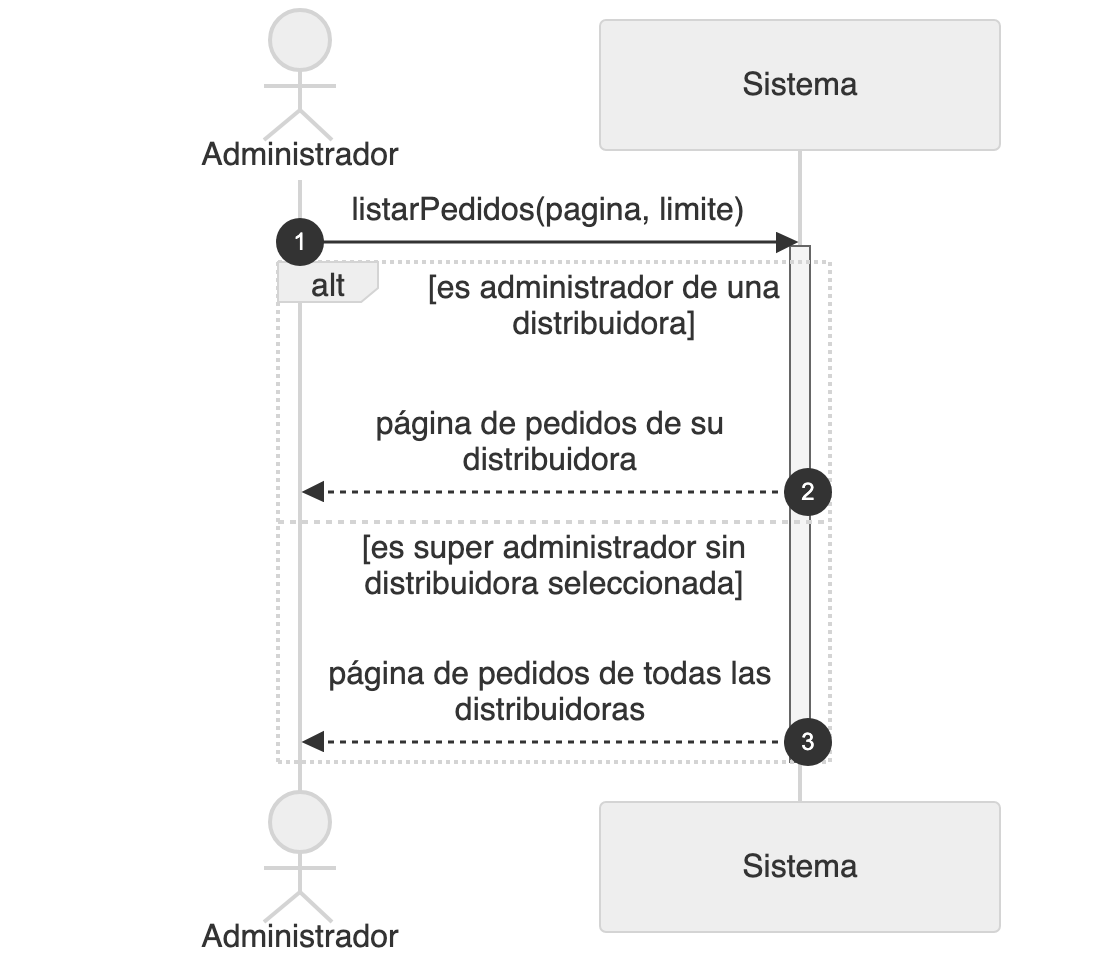 Sistema
Administrador
listarPedidos(pagina, limite)
1
alt
[es administrador de una
distribuidora]
página de pedidos de su
distribuidora
2
[es super administrador sin
distribuidora seleccionada]
página de pedidos de todas las
distribuidoras
3
Sistema
Administrador